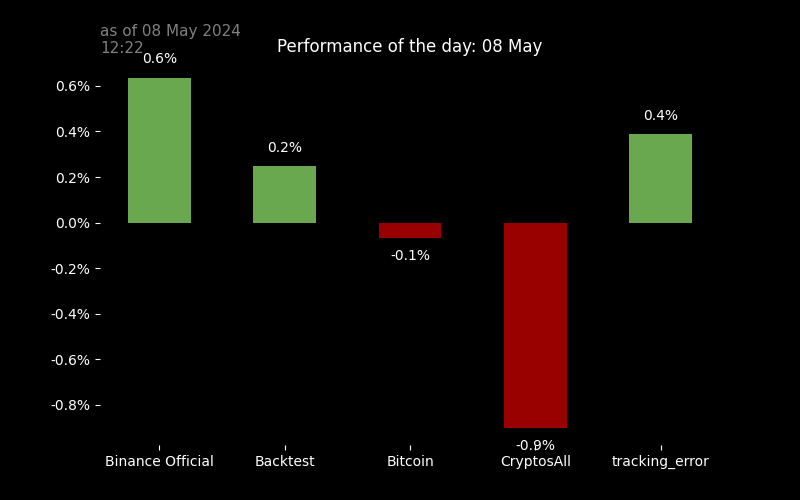 as of 08 May 2024
12:22
Performance of the day: 08 May
0.6%
0.4%
0.2%
0.0%
-0.2%
-0.4%
-0.6%
-0.8%
0.6%
0.2%
-0.1%
-0.9%
0.4%
Binance Official
Backtest
Bitcoin
CryptosAll
tracking_error